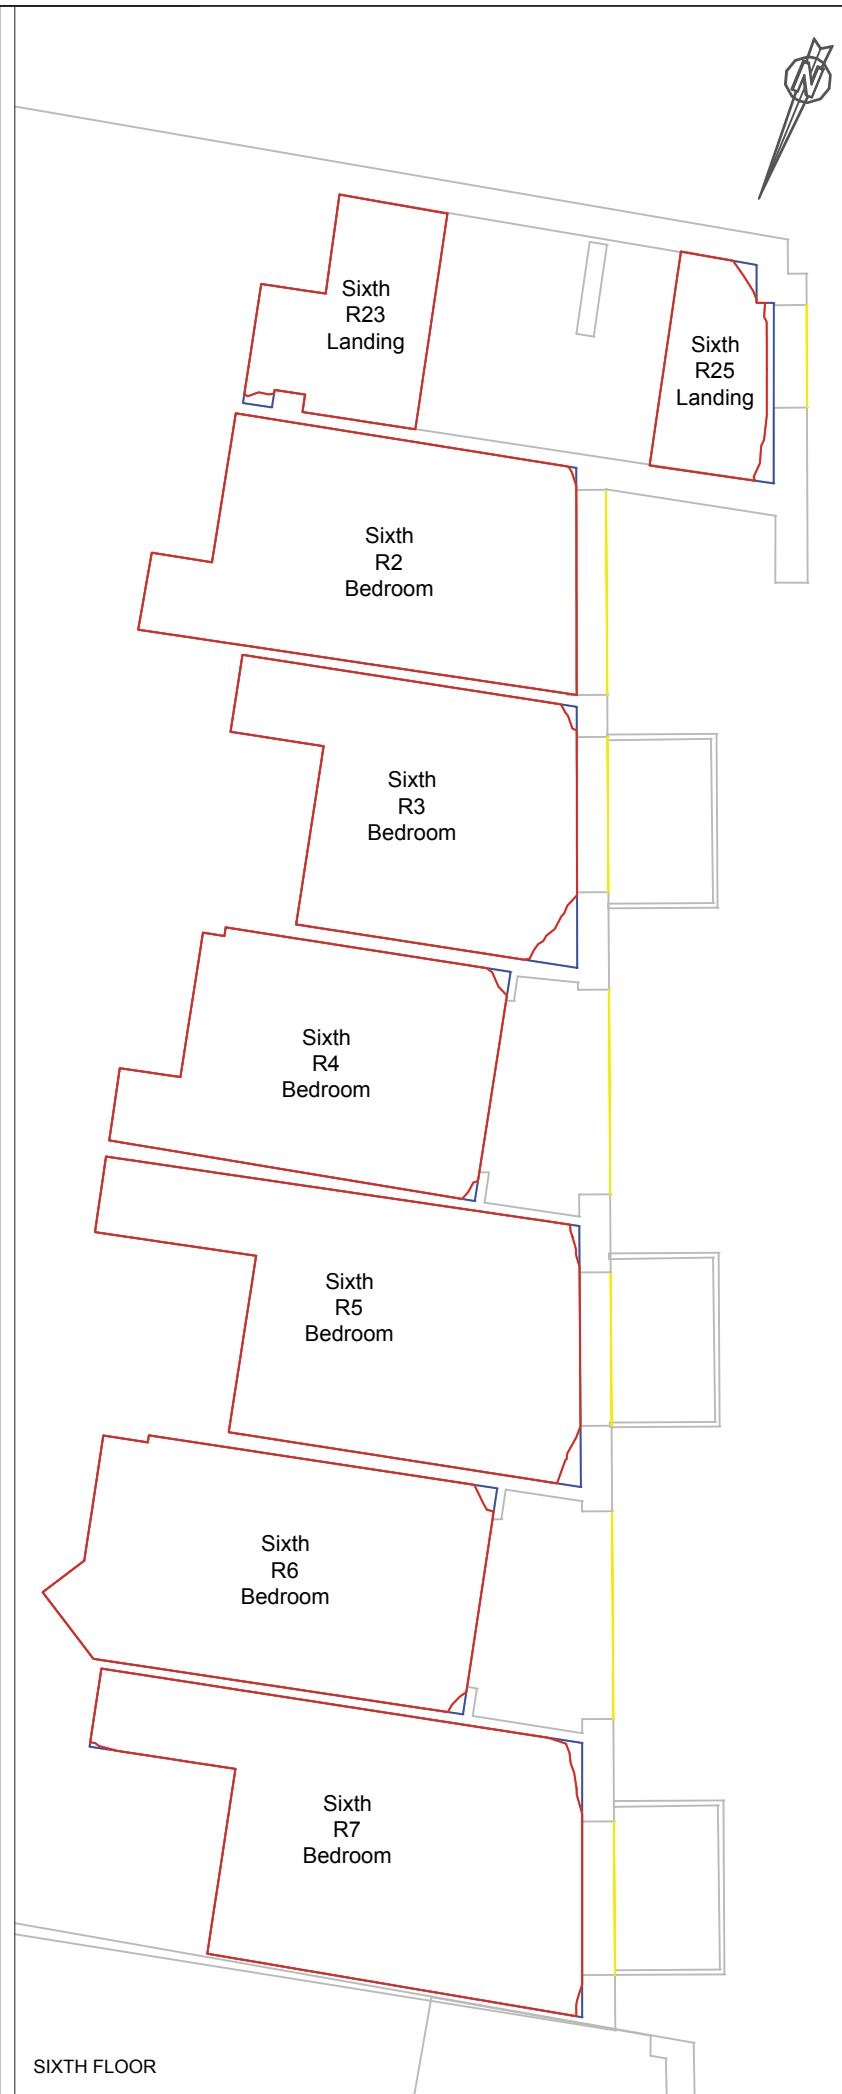 N
Sixth
R23
Landing
Sixth
R25
Landing
Sixth
R2
Bedroom
Sixth
R3
Bedroom
Sixth
R4
Bedroom
Sixth
R5
Bedroom
Sixth
R6
Bedroom
Sixth
R7
Bedroom
SIXTH FLOOR